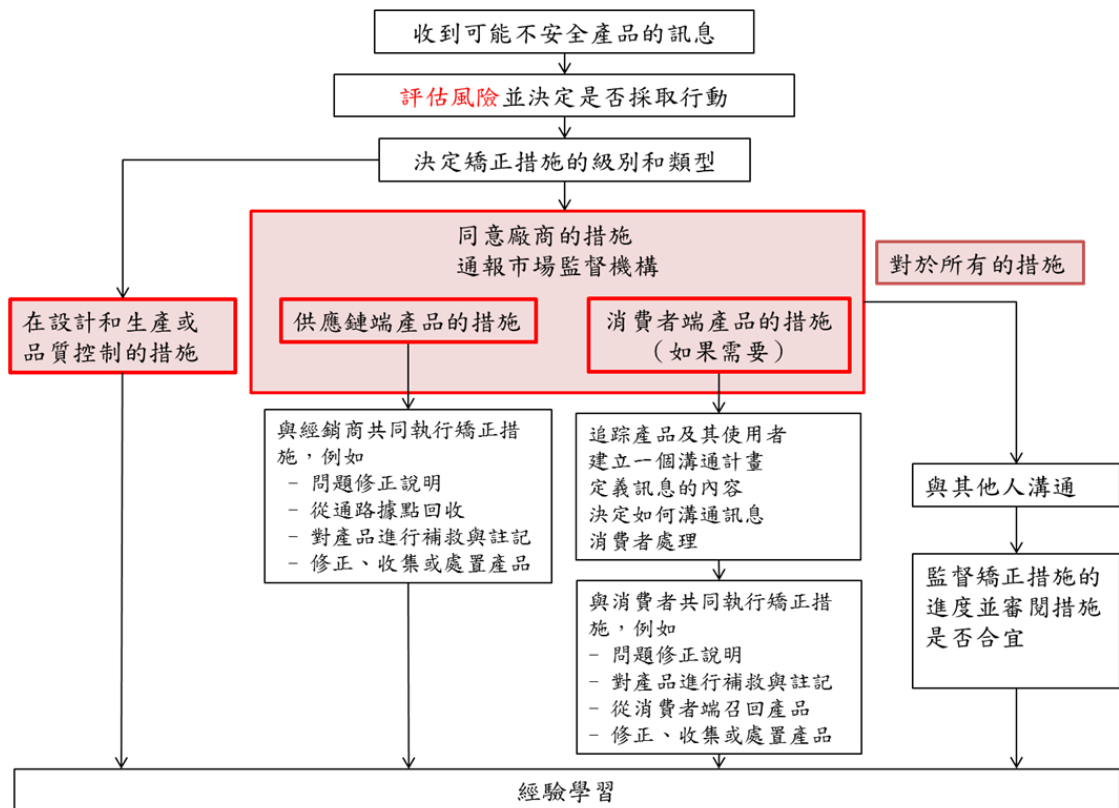 收到可能不安全產品的訊息
評估風險並決定是否採取行動
決定矯正措施的級別和類型
同意廠商的措施
通報市場監督機構
對於所有的措施
在設計和生產或
品質控制的措施
供應鏈端產品的措施
消費者端產品的措施
（如果需要）
與經銷商共同執行矯正措
施，例如
- 問題修正說明
- 從通路據點回收
- 對產品進行補救與註記
- 修正、收集或處置產品
追踪產品及其使用者
建立一個溝通計畫
定義訊息的內容
決定如何溝通訊息
消費者處理
與消費者共同執行矯正措
施，例如
- 問題修正說明
- 對產品進行補救與註記
- 從消費者端召回產品
- 修正、收集或處置產品
與其他人溝通
監督矯正措施的
進度並審閱措施
是否合宜
經驗學習